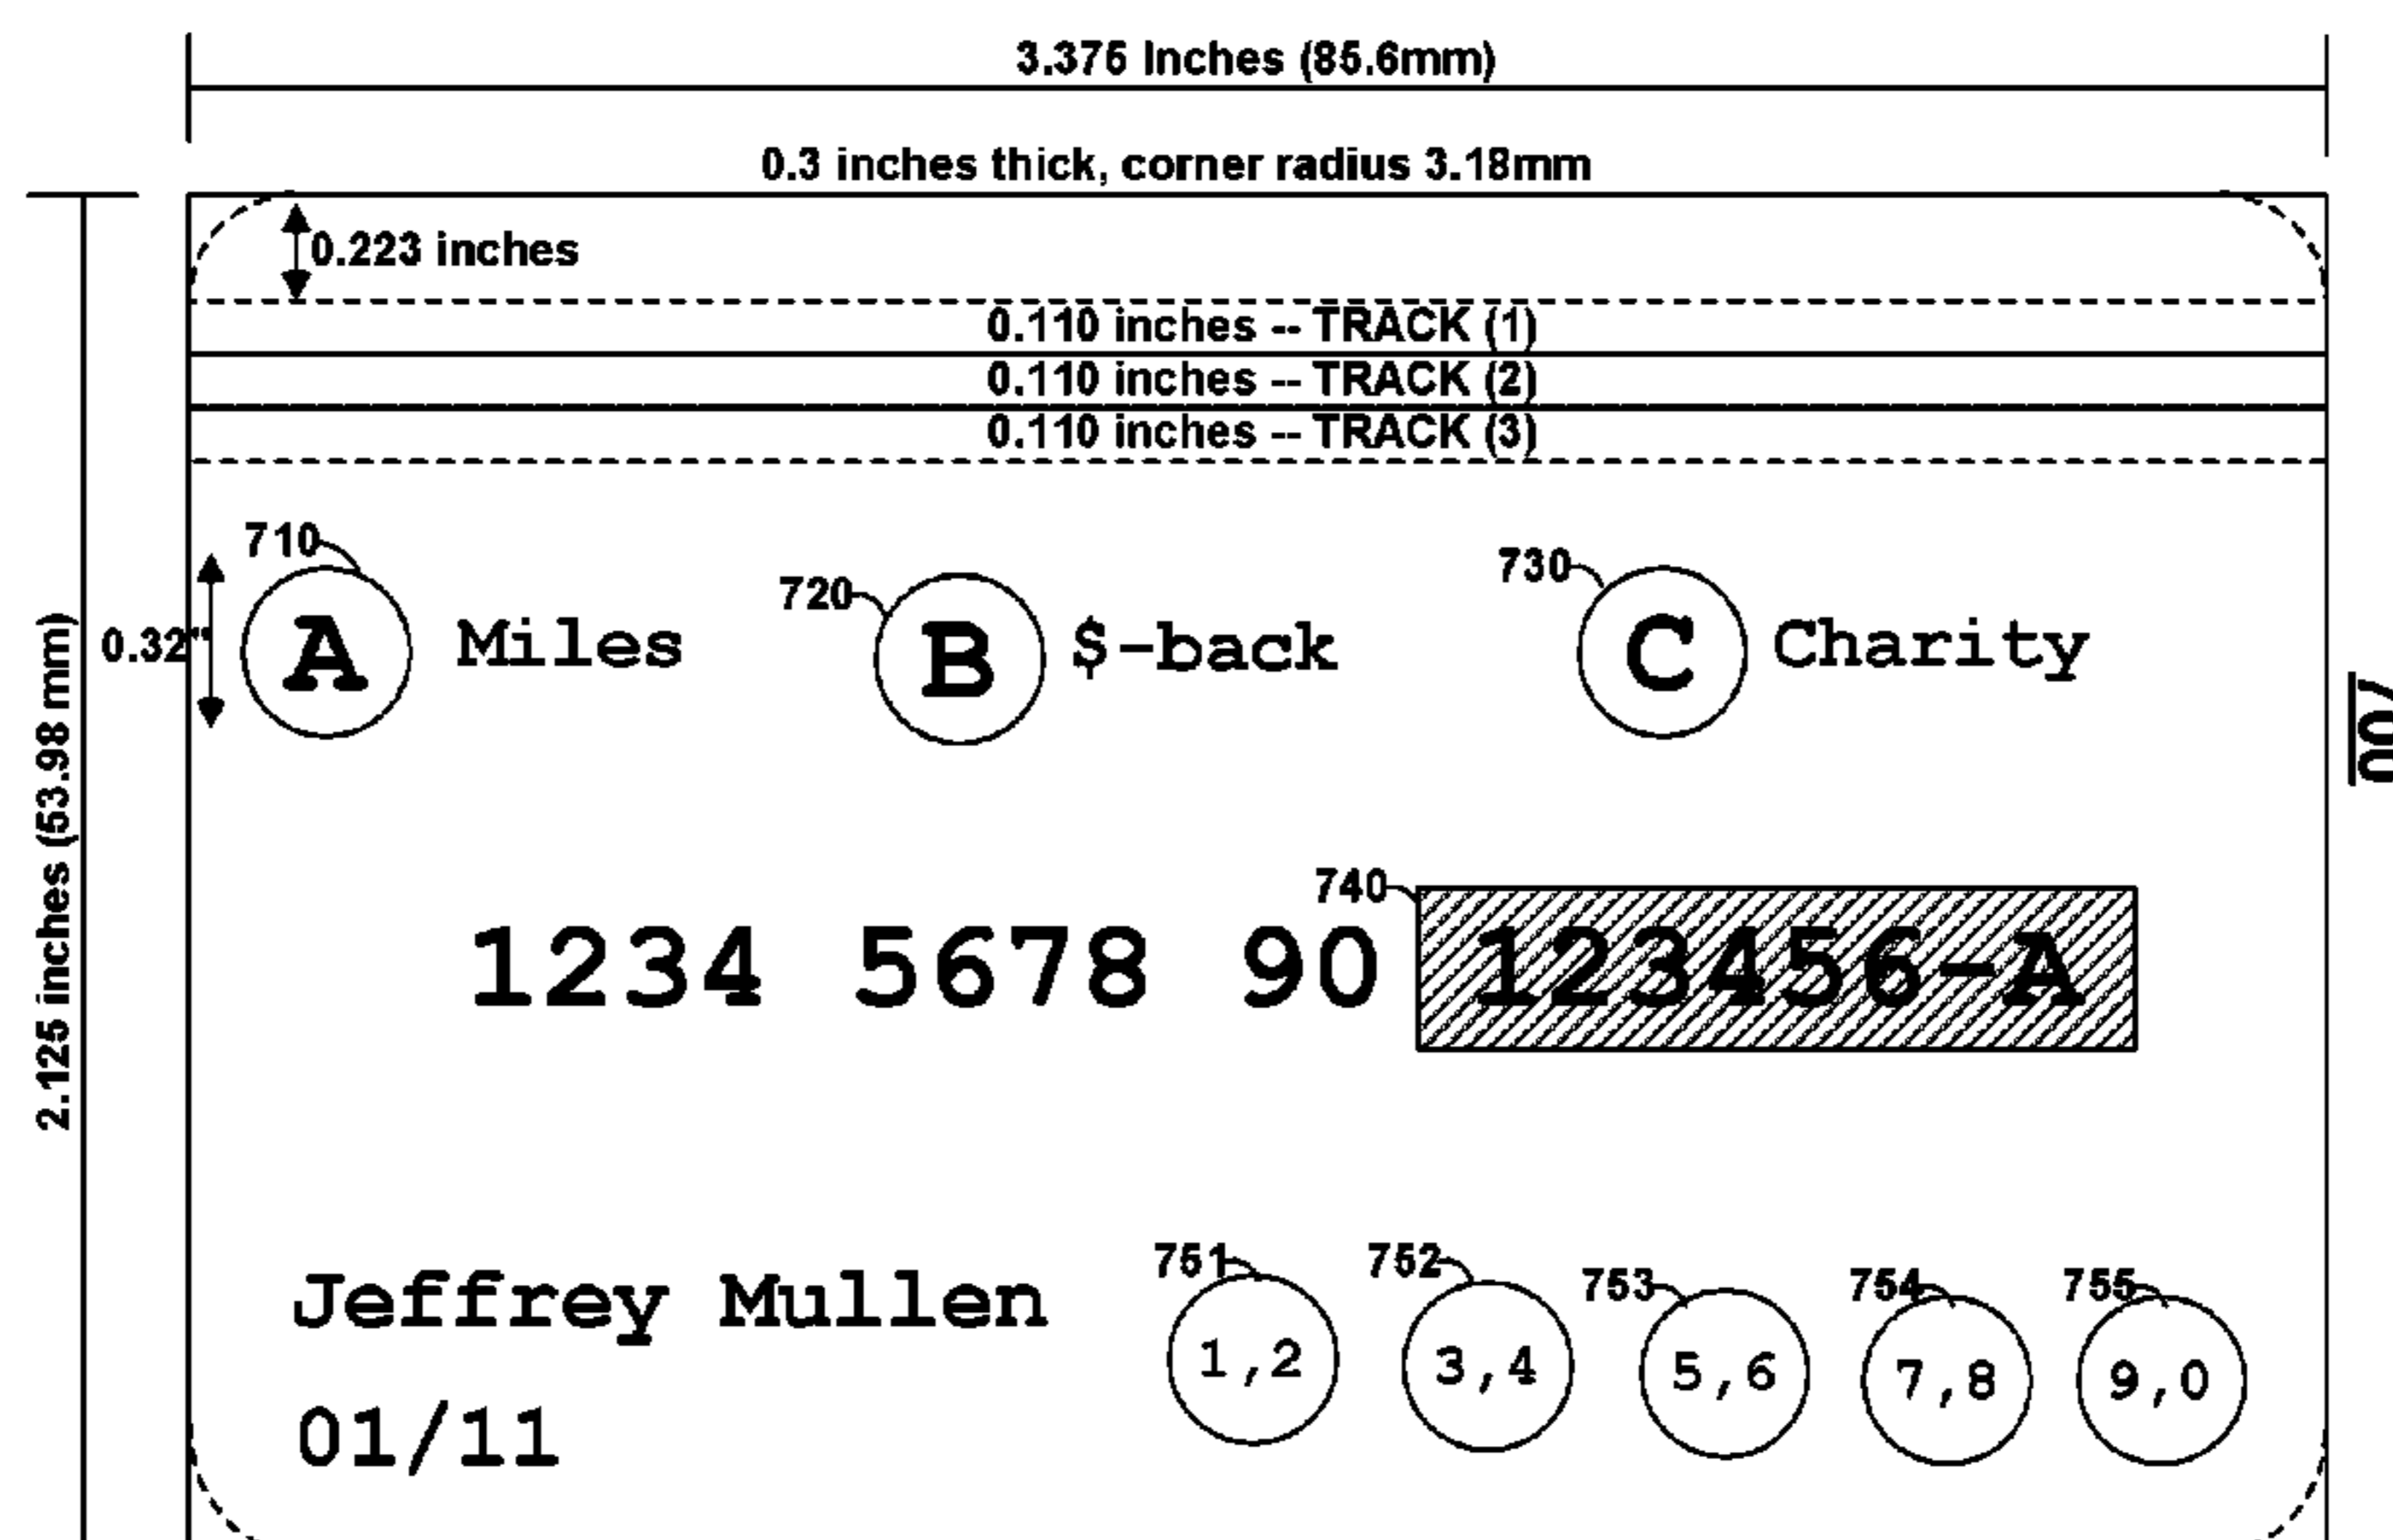 3.375 Inches (85.6mm)
0.3 inches thick, corner radius 3.18mm
0.223 inches
0.110 inches -- TRACK (1)
0.110 inches -- TRACK (2)
0.110 inches -- TRACK (3)
2.125 inches (53.98 mm)
0.32"
710
A Miles
720
B $-back
730
C Charity
700
740
1234 5678 90 123456-A
Jeffrey Mullen
01/11
751
1,2
752
3,4
753
5,6
754
7,8
755
9,0